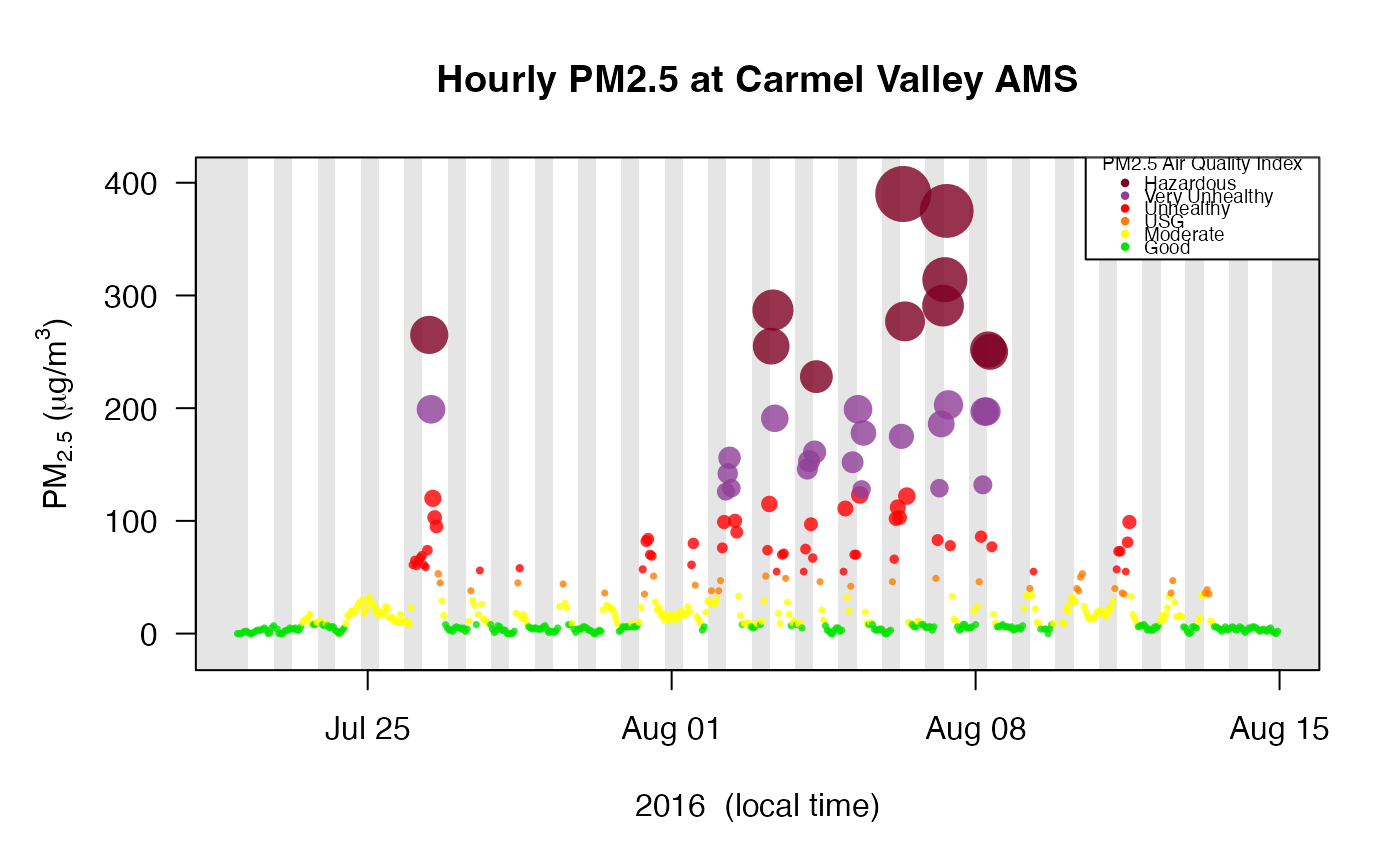 Hourly PM2.5 at Carmel Valley AMS
PM2.5 Air Quality Index
Hazardous
Very Unhealthy
Unhealthy
USG
Moderate
Good
400
300
200
100
0
PM2.5 (µg/m3)
Jul 25
Aug 01
Aug 08
Aug 15
2016 (local time)